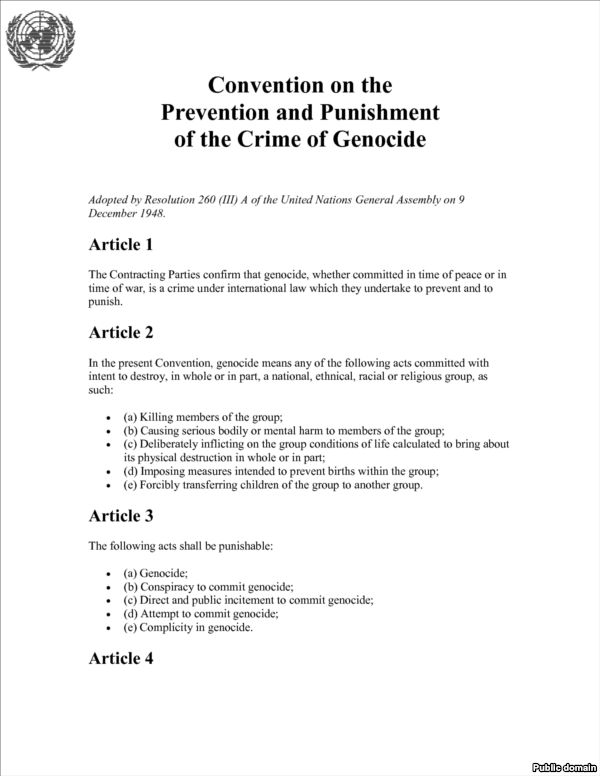 Convention on the
Prevention and Punishment
of the Crime of Genocide
Adopted by Resolution 260 (III) A of the United Nations General Assembly on 9
December 1948.
Article 1
The Contracting Parties confirm that genocide, whether committed in time of peace or in
time of war, is a crime under international law which they undertake to prevent and to
punish.
Article 2
In the present Convention, genocide means any of the following acts committed with
intent to destroy, in whole or in part, a national, ethnical, racial or religious group, as
such:
• (a) Killing members of the group;
• (b) Causing serious bodily or mental harm to members of the group;
• (c) Deliberately inflicting on the group conditions of life calculated to bring about
its physical destruction in whole or in part;
• (d) Imposing measures intended to prevent births within the group;
• (e) Forcibly transferring children of the group to another group.
Article 3
The following acts shall be punishable:
• (a) Genocide;
• (b) Conspiracy to commit genocide;
• (c) Direct and public incitement to commit genocide;
• (d) Attempt to commit genocide;
• (e) Complicity in genocide.
Article 4
Public domain